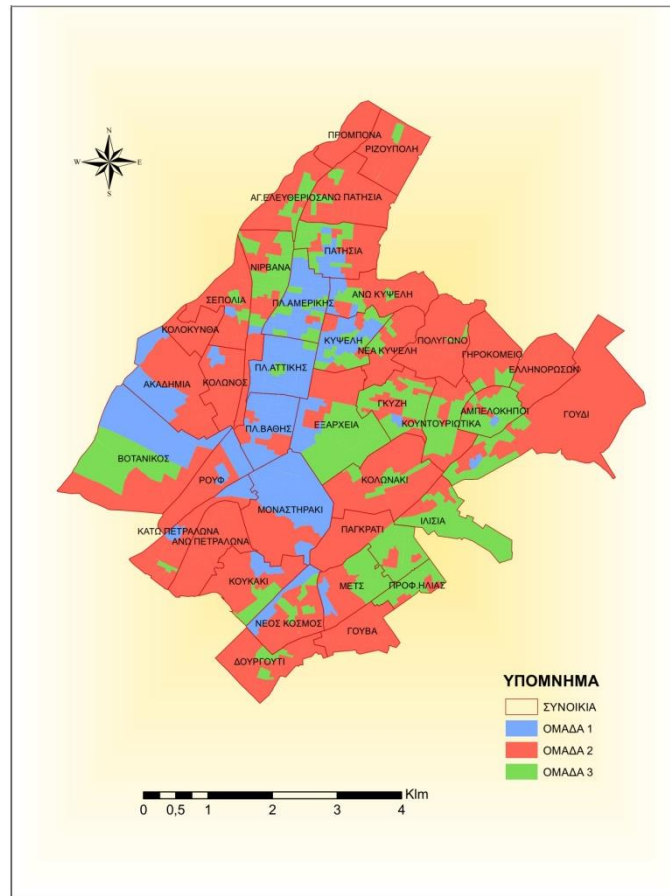 N
W
E
S
ΠΡΟΜΠΟΝΑ
ΡΙΖΟΥΠΟΛΗ
ΑΓ.ΕΛΕΥΘΕΡΙΟΣ
ΑΝΩ ΠΑΤΗΣΙΑ
ΠΑΤΗΣΙΑ
ΝΙΡΒΑΝΑ
ΑΝΩ ΚΥΨΕΛΗ
ΣΕΠΟΛΙΑ
ΠΛ.ΑΜΕΡΙΚΗΣ
ΚΟΛΟΚΥΝΘΑ
ΚΥΨΕΛΗ
ΠΟΛΥΓΩΝΟ
ΝΕΑ ΚΥΨΕΛΗ
ΓΗΡΟΚΟΜΕΙΟ
ΠΛ.ΑΤΤΙΚΗΣ
ΕΛΛΗΝΟΡΩΣΩΝ
ΑΚΑΔΗΜΙΑ
ΚΟΛΩΝΟΣ
ΓΚΥΖΗ
ΑΜΠΕΛΟΚΗΠΟΙ
ΓΟΥΔΙ
ΚΟΥΝΤΟΥΡΙΩΤΙΚΑ
ΠΛ.ΒΑΘΗΣ
ΕΞΑΡΧΕΙΑ
ΒΟΤΑΝΙΚΟΣ
ΡΟΥΦ
ΚΟΛΩΝΑΚΙ
ΜΟΝΑΣΤΗΡΑΚΙ
ΙΛΙΣΙΑ
ΚΑΤΩ ΠΕΤΡΑΛΩΝΑ
ΠΑΓΚΡΑΤΙ
ΑΝΩ ΠΕΤΡΑΛΩΝΑ
ΚΟΥΚΑΚΙ
ΜΕΤΣ
ΠΡΟΦ.ΗΛΙΑΣ
ΝΕΟΣ ΚΟΣΜΟΣ
ΓΟΥΒΑ
ΔΟΥΡΓΟΥΤΙ
ΥΠΟΜΝΗΜΑ
ΣΥΝΟΙΚΙΑ
ΟΜΑΔΑ 1
ΟΜΑΔΑ 2
ΟΜΑΔΑ 3
Klm
0 0,5 1 2 3 4